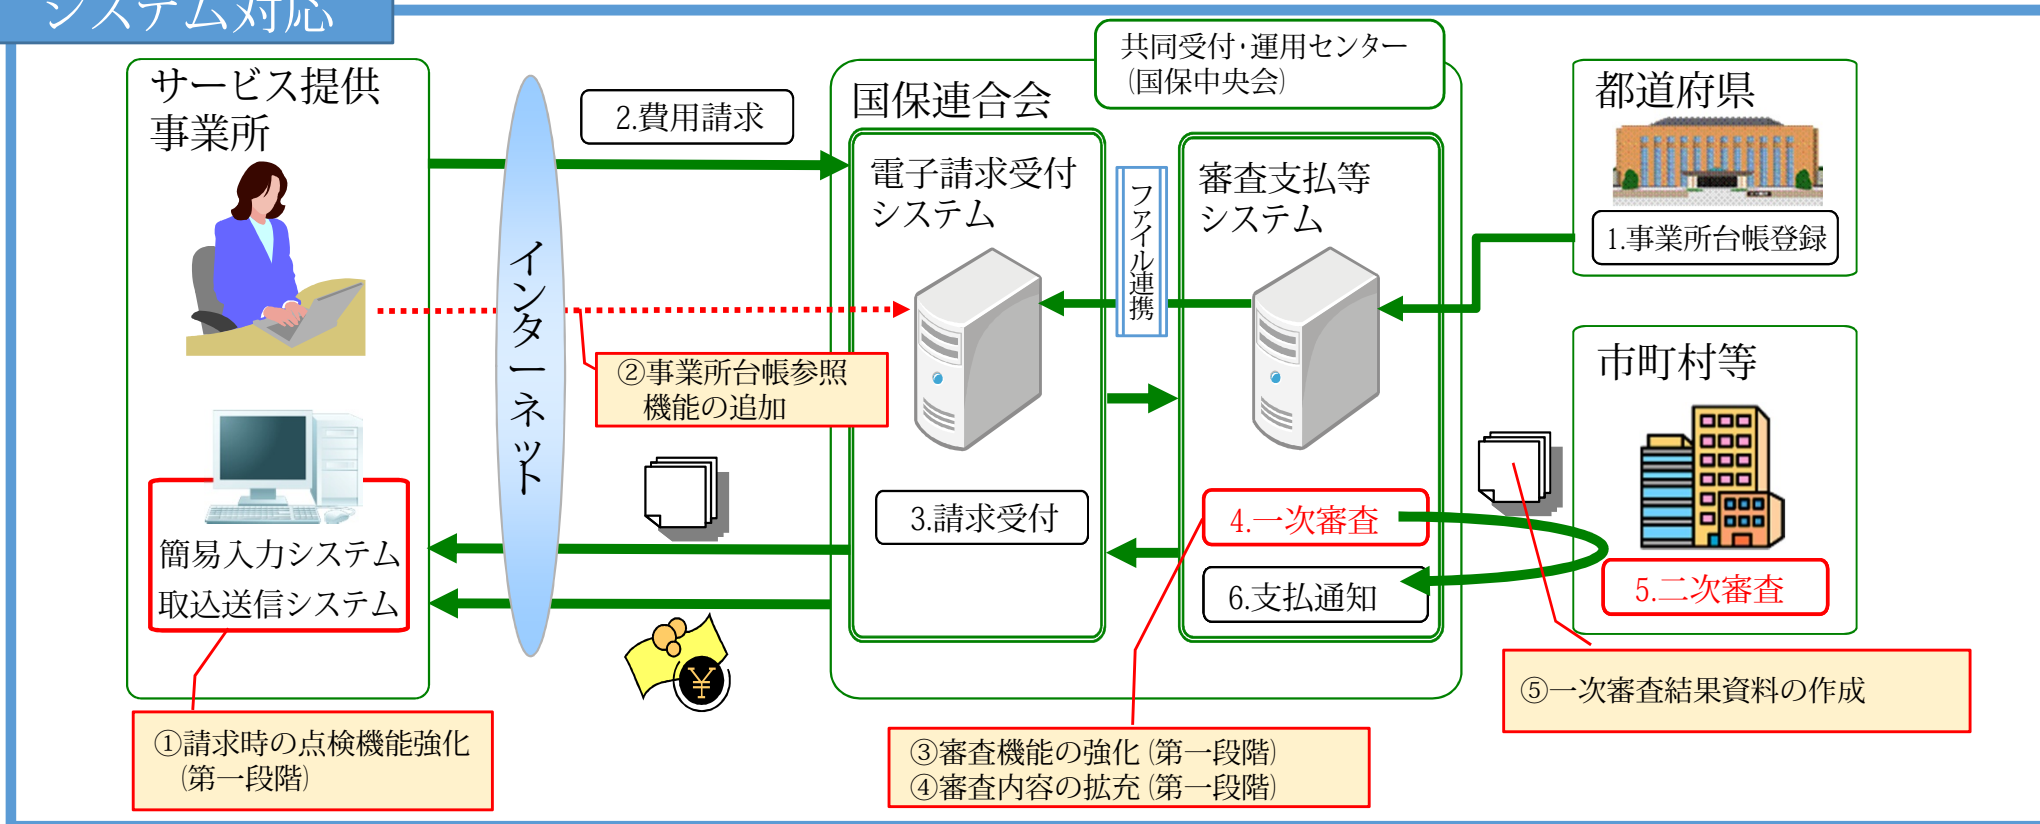 システム対応
サービス提供
事業所
簡易入力システム
取込送信システム
①請求時の点検機能強化
(第一段階)
インターネット
2.費用請求
②事業所台帳参照
機能の追加
国保連合会
共同受付・運用センター
(国保中央会)
電子請求受付
システム
3.請求受付
ファイル連携
審査支払等
システム
4.一次審査
6.支払通知
③審査機能の強化(第一段階)
④審査内容の拡充(第一段階)
都道府県
1.事業所台帳登録
市町村等
5.二次審査
⑤一次審査結果資料の作成
¥